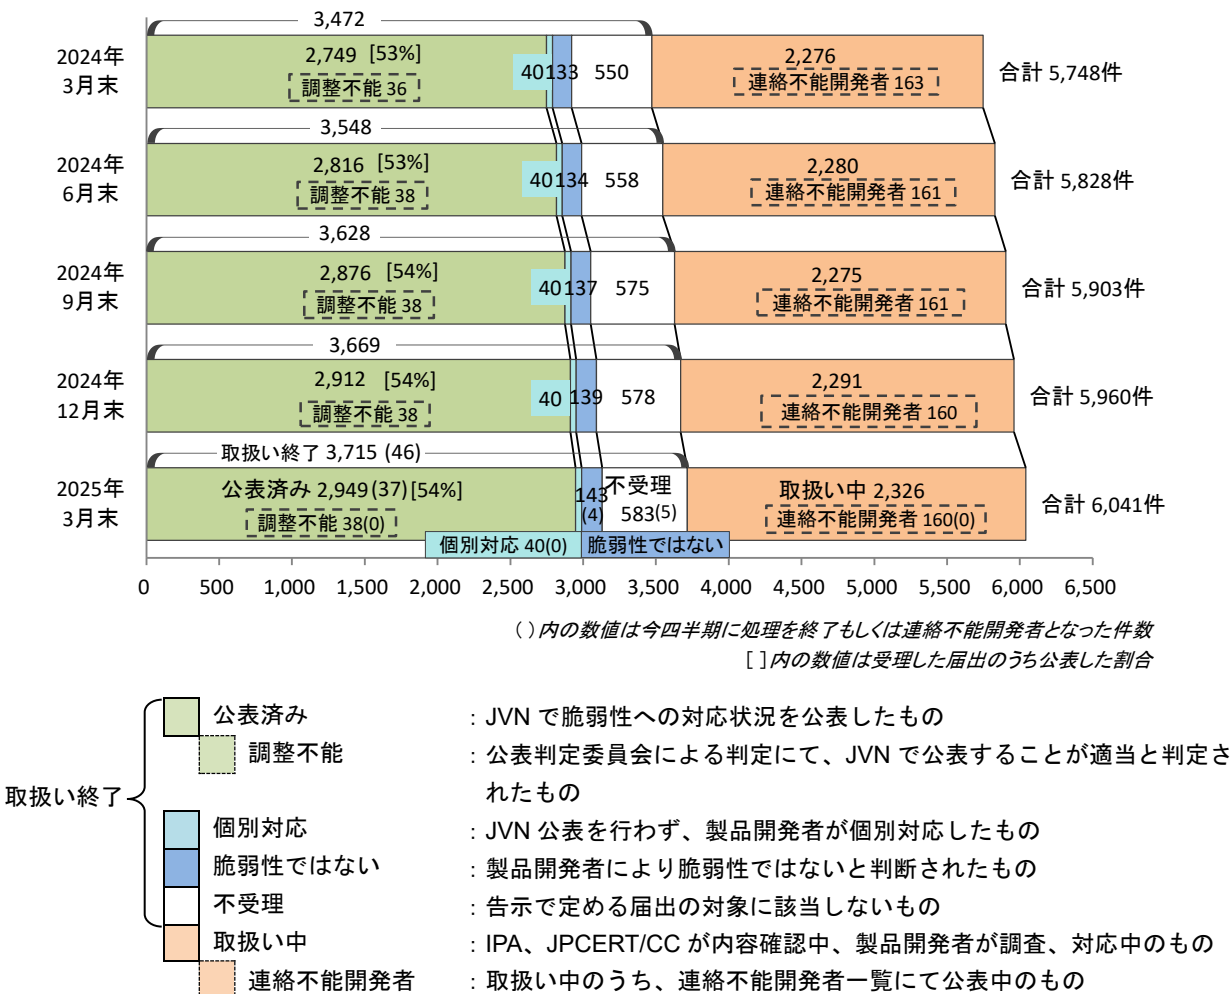 3,472
2024年
3月末
2,749 [53%]
調整不能 36
40
133
550
2,276
連絡不能開発者 163
合計 5,748件
3,548
2024年
6月末
2,816 [53%]
調整不能 38
40
134
558
2,280
連絡不能開発者 161
合計 5,828件
3,628
2024年
9月末
2,876 [54%]
調整不能 38
40
137
575
2,275
連絡不能開発者 161
合計 5,903件
3,669
2024年
12月末
2,912 [54%]
調整不能 38
40
139
578
2,291
連絡不能開発者 160
合計 5,960件
取扱い終了 3,715 (46)
2025年
3月末
公表済み 2,949 (37) [54%]
調整不能 38(0)
143
(4)
不受理
583(5)
取扱い中 2,326
連絡不能開発者 160(0)
合計 6,041件
個別対応 40(0)
脆弱性ではない
0 500 1,000 1,500 2,000 2,500 3,000 3,500 4,000 4,500 5,000 5,500 6,000 6,500
( )内の数値は今四半期に処理を終了もしくは連絡不能開発者となった件数
[ ]内の数値は受理した届出のうち公表した割合
取扱い終了
公表済み : JVN で脆弱性への対応状況を公表したもの
調整不能 : 公表判定委員会による判定にて、JVN で公表することが適当と判定さ
れたもの
個別対応 : JVN 公表を行わず、製品開発者が個別対応したもの
脆弱性ではない : 製品開発者により脆弱性ではないと判断されたもの
不受理 : 告示で定める届出の対象に該当しないもの
取扱い中 : IPA、JPCERT/CC が内容確認中、製品開発者が調査、対応中のもの
連絡不能開発者 : 取扱い中のうち、連絡不能開発者一覧にて公表中のもの